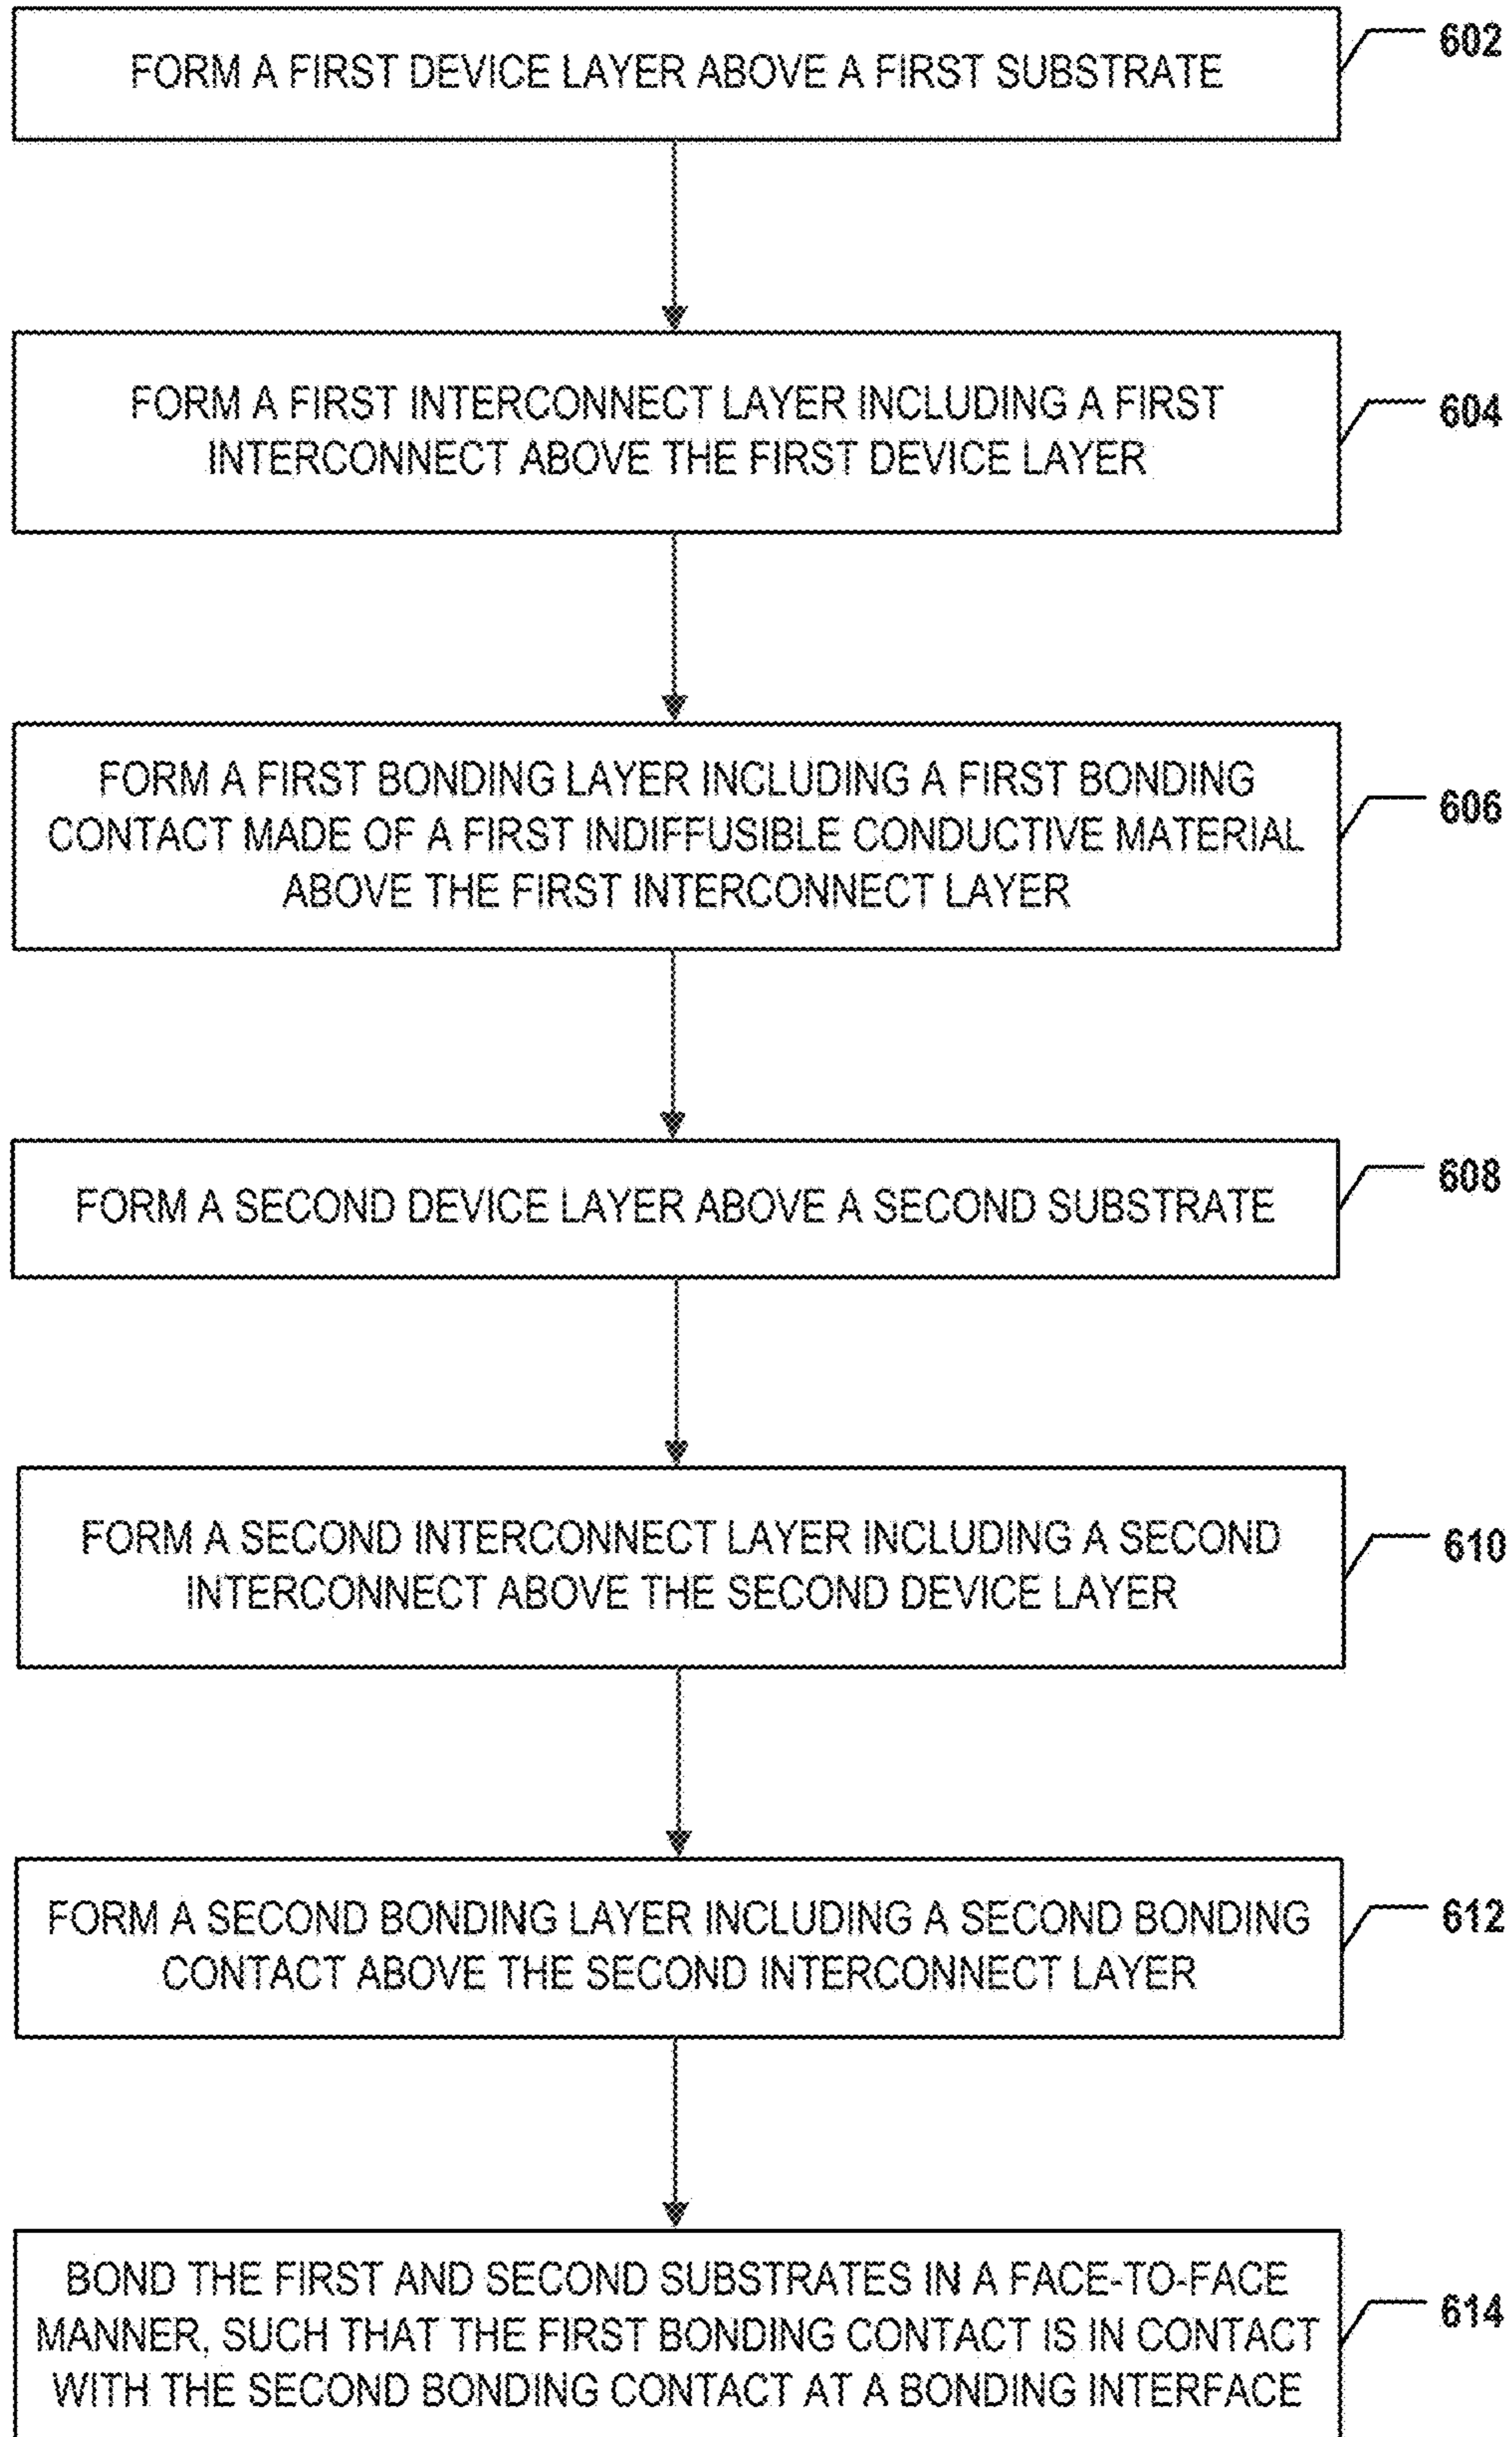 FORM A FIRST DEVICE LAYER ABOVE A FIRST SUBSTRATE
602
FORM A FIRST INTERCONNECT LAYER INCLUDING A FIRST
INTERCONNECT ABOVE THE FIRST DEVICE LAYER
604
FORM A FIRST BONDING LAYER INCLUDING A FIRST BONDING
CONTACT MADE OF A FIRST INDIFFUSIBLE CONDUCTIVE MATERIAL
ABOVE THE FIRST INTERCONNECT LAYER
606
FORM A SECOND DEVICE LAYER ABOVE A SECOND SUBSTRATE
608
FORM A SECOND INTERCONNECT LAYER INCLUDING A SECOND
INTERCONNECT ABOVE THE SECOND DEVICE LAYER
610
FORM A SECOND BONDING LAYER INCLUDING A SECOND BONDING
CONTACT ABOVE THE SECOND INTERCONNECT LAYER
612
BOND THE FIRST AND SECOND SUBSTRATES IN A FACE-TO-FACE
MANNER, SUCH THAT THE FIRST BONDING CONTACT IS IN CONTACT
WITH THE SECOND BONDING CONTACT AT A BONDING INTERFACE
614